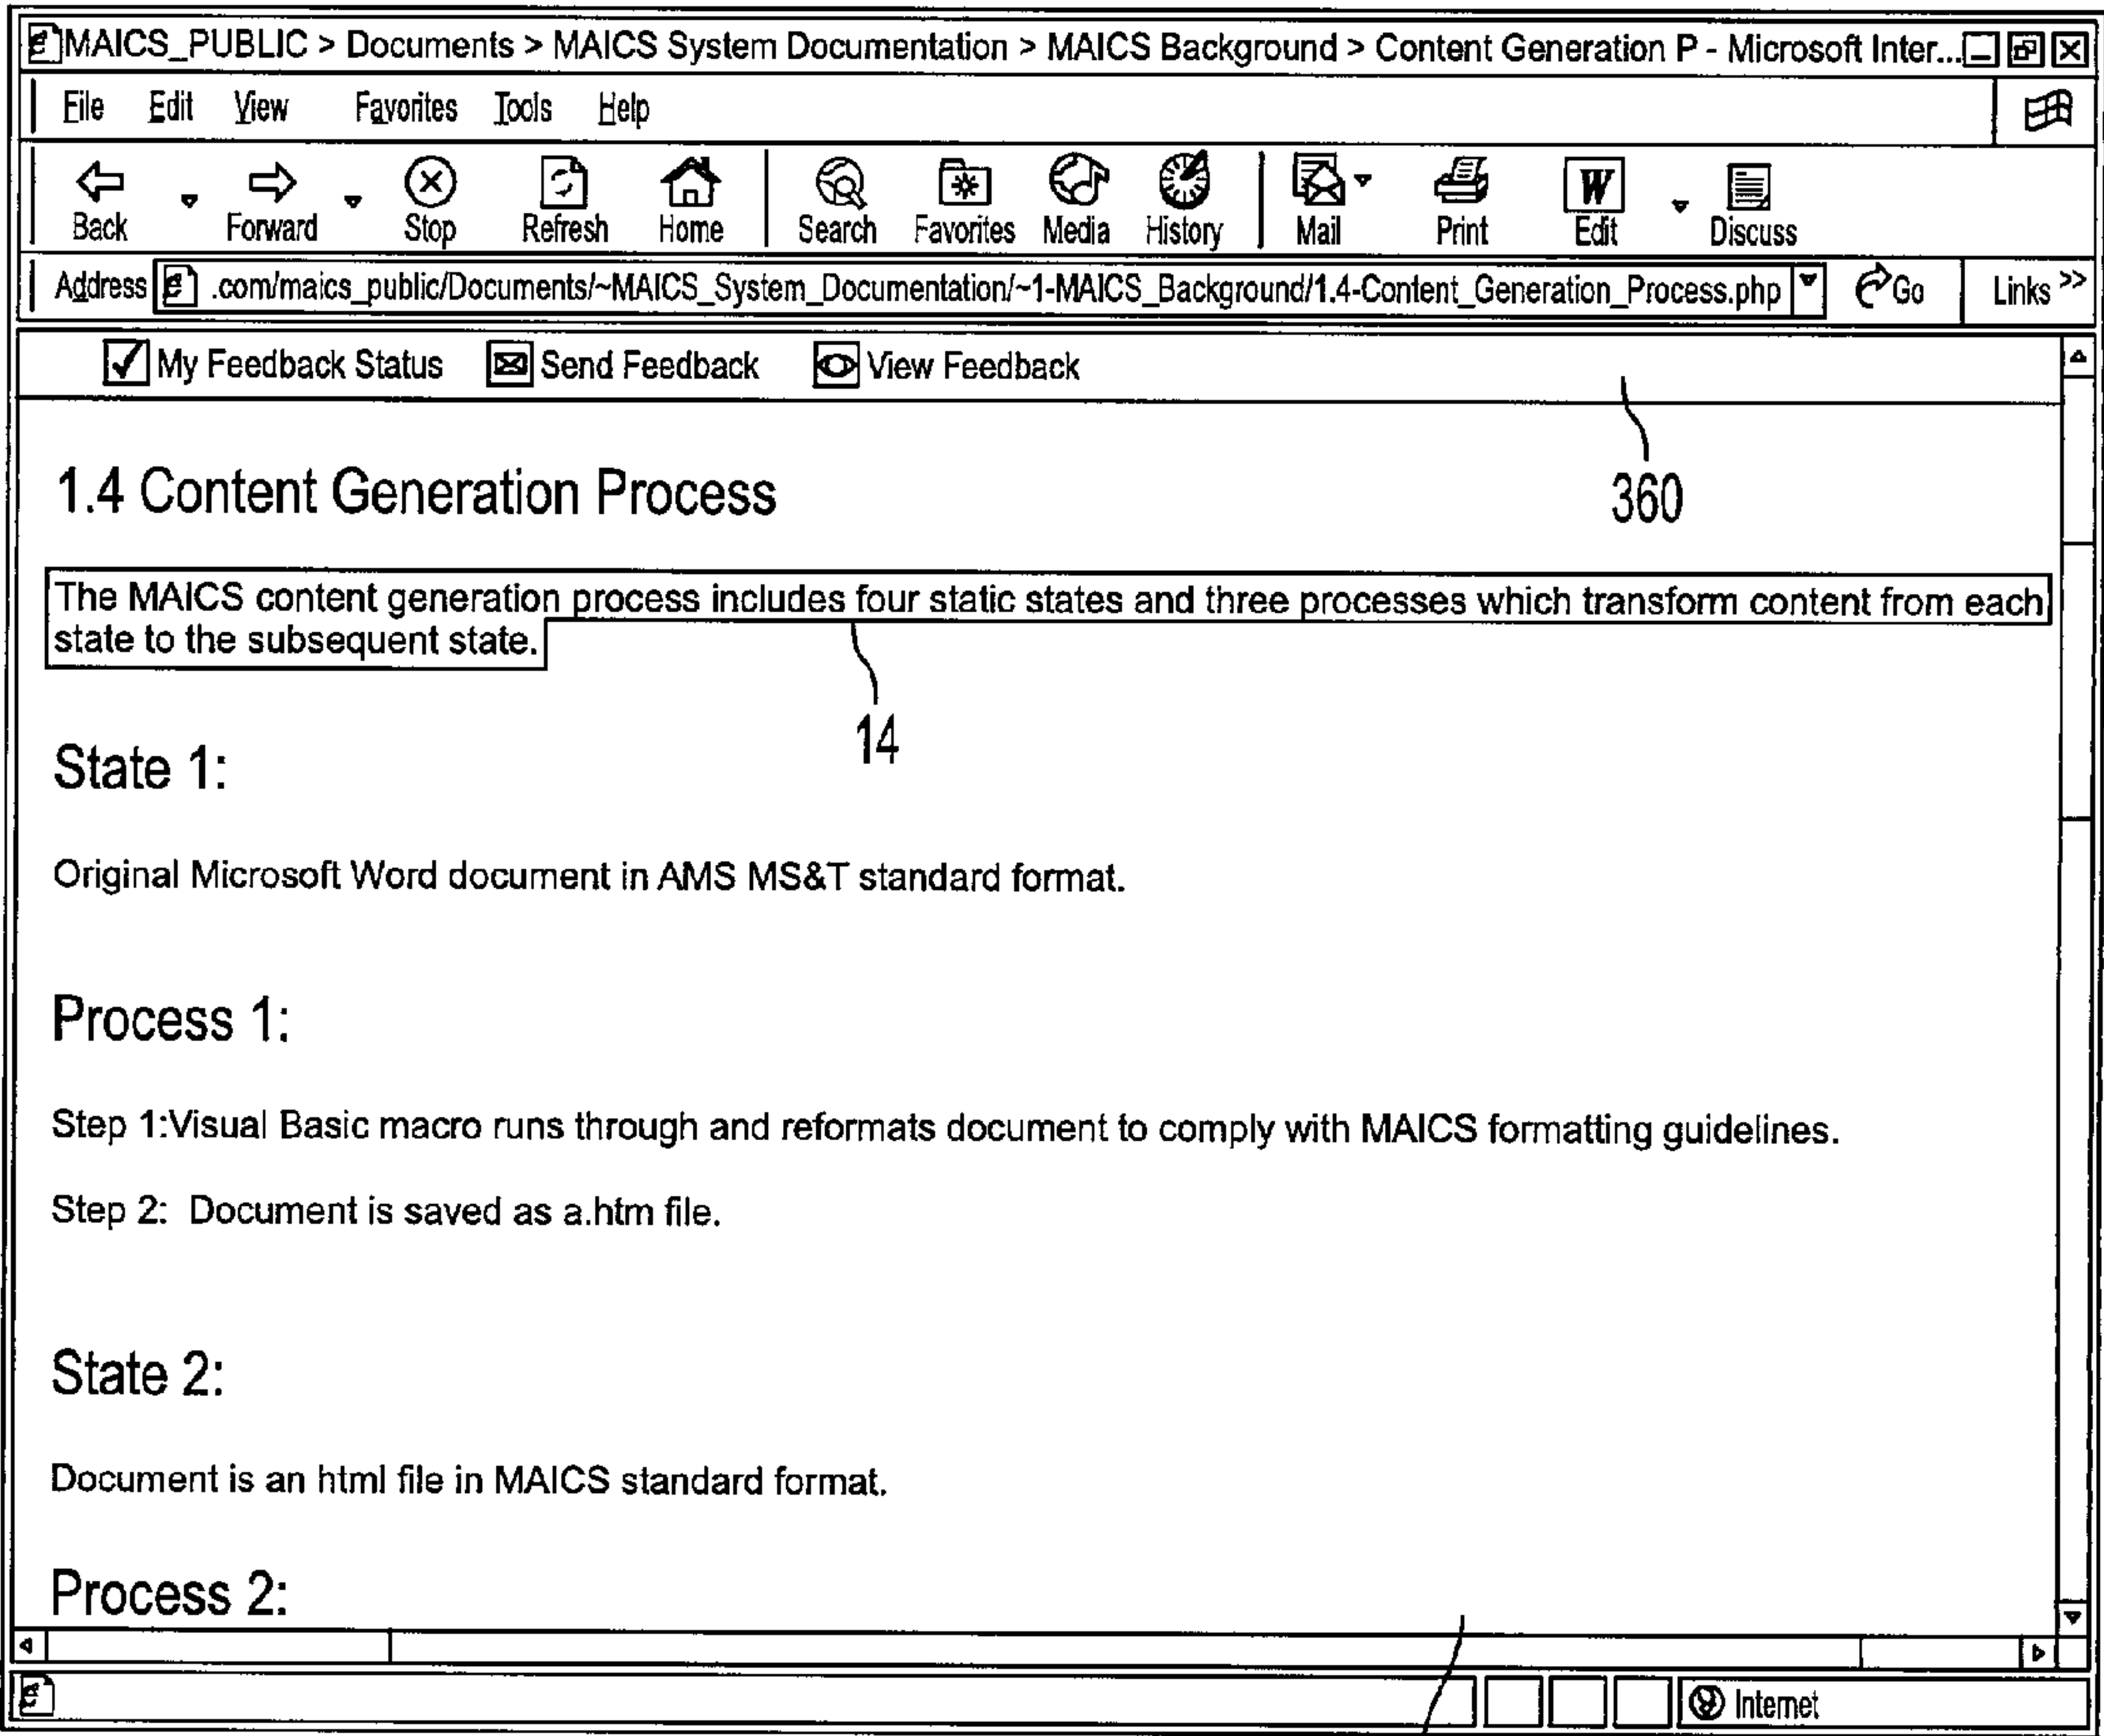 MAICS_PUBLIC > Documents > MAICS System Documentation > MAICS Background > Content Generation P - Microsoft Inter...
File Edit View Favorites Tools Help
Back Forward Stop Refresh Home Search Favorites Media History Mail Print Edit Discuss
Address .com/maics_public/Documents/~MAICS_System_Documentation/~1-MAICS_Background/1.4-Content_Generation_Process.php Go Links >>
My Feedback Status Send Feedback View Feedback
360
1.4 Content Generation Process
The MAICS content generation process includes four static states and three processes which transform content from each
state to the subsequent state.
14
State 1:
Original Microsoft Word document in AMS MS&T standard format.
Process 1:
Step 1:Visual Basic macro runs through and reformats document to comply with MAICS formatting guidelines.
Step 2: Document is saved as a.htm file.
State 2:
Document is an html file in MAICS standard format.
Process 2:
Internet